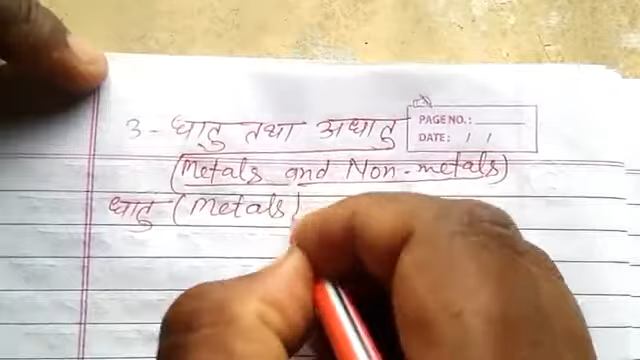 3- धातु तथा अधातु
PAGE NO.:
DATE: / /
(Metals and Non-metals)
धातु (Metals)